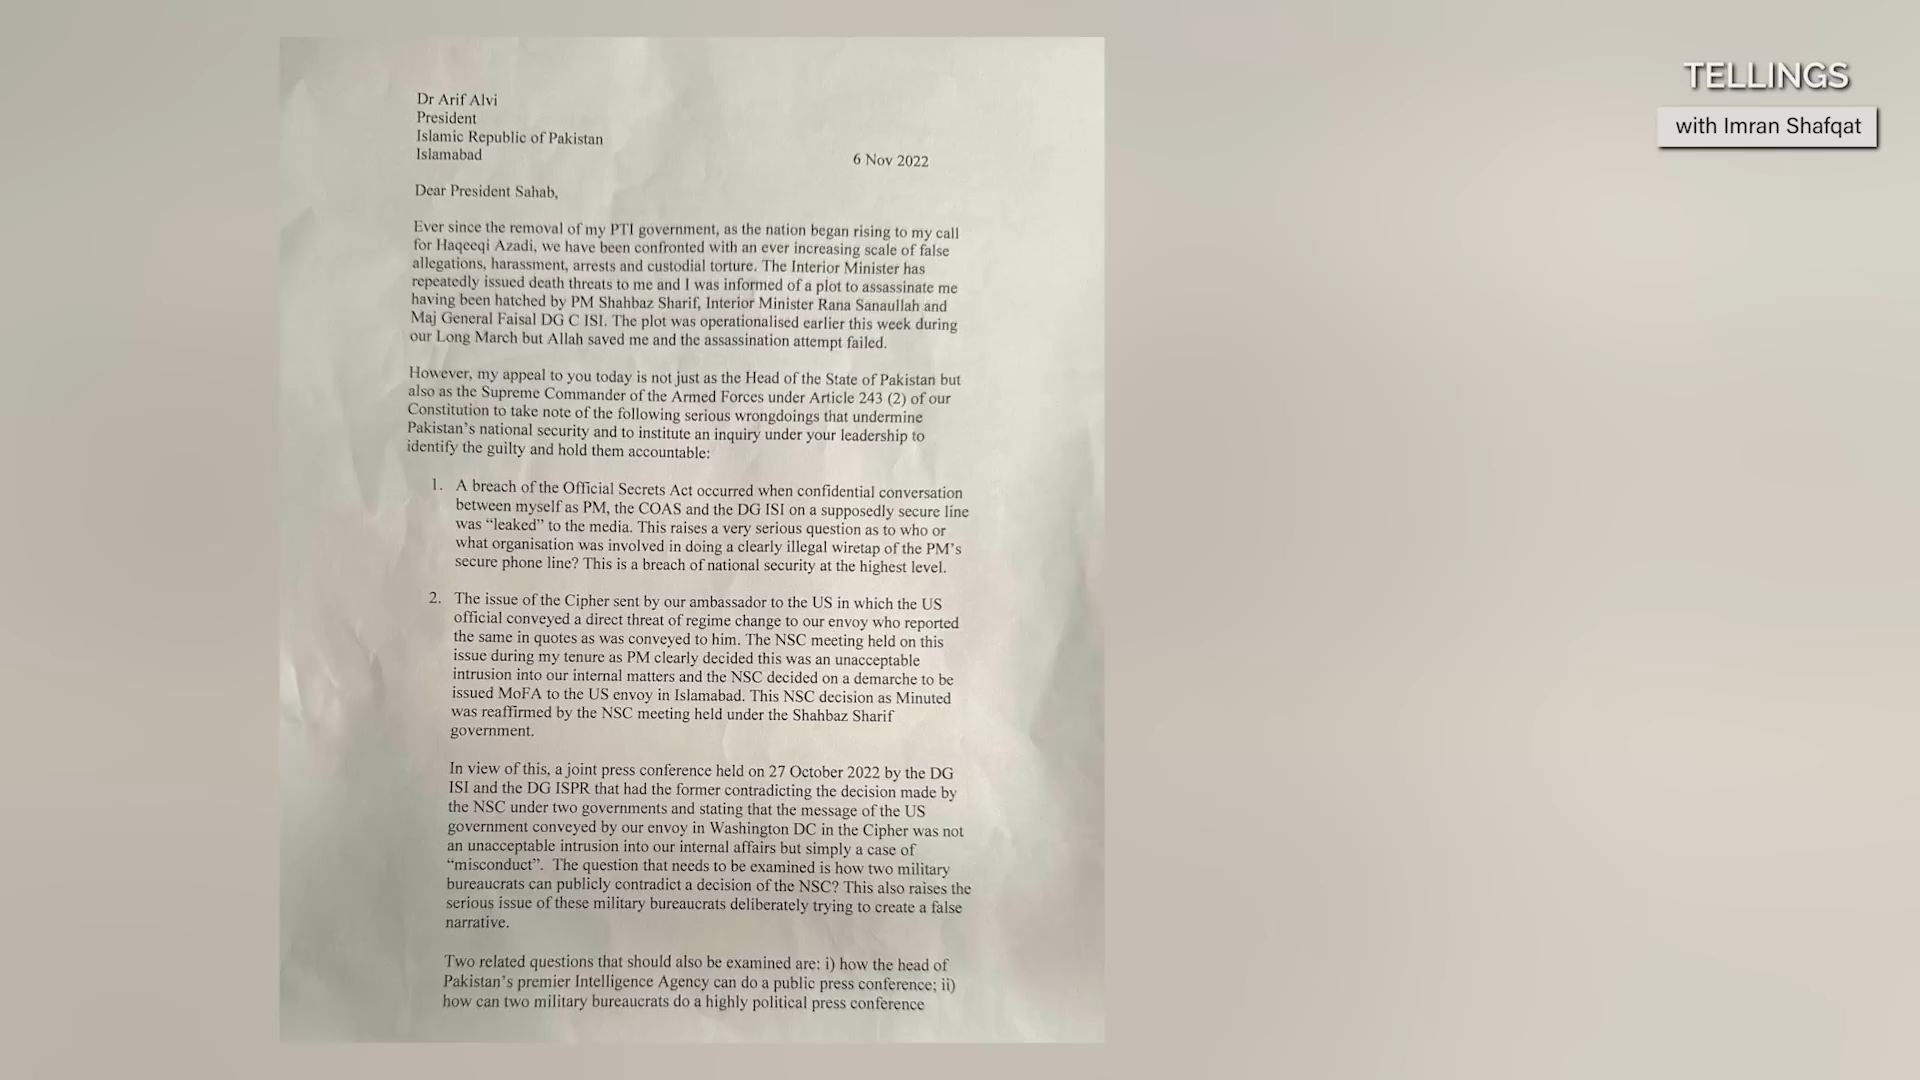 Dr Arif Alvi
President
Islamic Republic of Pakistan
Islamabad
6 Nov 2022
Dear President Sahab,
Ever since the removal of my PTI government, as the nation began rising to my call
for Haqeeqi Azadi, we have been confronted with an ever increasing scale of false
allegations, harassment, arrests and custodial torture. The Interior Minister has
repeatedly issued death threats to me and I was informed of a plot to assassinate me
having been hatched by PM Shahbaz Sharif, Interior Minister Rana Sanaullah and
Maj General Faisal DG C ISI. The plot was operationalised earlier this week during
our Long March but Allah saved me and the assassination attempt failed.
However, my appeal to you today is not just as the Head of the State of Pakistan but
also as the Supreme Commander of the Armed Forces under Article 243 (2) of our
Constitution to take note of the following serious wrongdoings that undermine
Pakistan's national security and to institute an inquiry under your leadership to
identify the guilty and hold them accountable:
1. A breach of the Official Secrets Act occurred when confidential conversation
between myself as PM, the COAS and the DG ISI on a supposedly secure line
was “leaked” to the media. This raises a very serious question as to who or
what organisation was involved in doing a clearly illegal wiretap of the PM's
secure phone line? This is a breach of national security at the highest level.
2. The issue of the Cipher sent by our ambassador to the US in which the US
official conveyed a direct threat of regime change to our envoy who reported
the same in quotes as was conveyed to him. The NSC meeting held on this
issue during my tenure as PM clearly decided this was an unacceptable
intrusion into our internal matters and the NSC decided on a demarche to be
issued MoFA to the US envoy in Islamabad. This NSC decision as Minuted
was reaffirmed by the NSC meeting held under the Shahbaz Sharif
government.
In view of this, a joint press conference held on 27 October 2022 by the DG
ISI and the DG ISPR that had the former contradicting the decision made by
the NSC under two governments and stating that the message of the US
government conveyed by our envoy in Washington DC in the Cipher was not
an unacceptable intrusion into our internal affairs but simply a case of
“misconduct”. The question that needs to be examined is how two military
bureaucrats can publicly contradict a decision of the NSC? This also raises the
serious issue of these military bureaucrats deliberately trying to create a false
narrative.
Two related questions that should also be examined are: i) how the head of
Pakistan's premier Intelligence Agency can do a public press conference; ii)
how can two military bureaucrats do a highly political press conference
TELLINGS
with Imran Shafqat